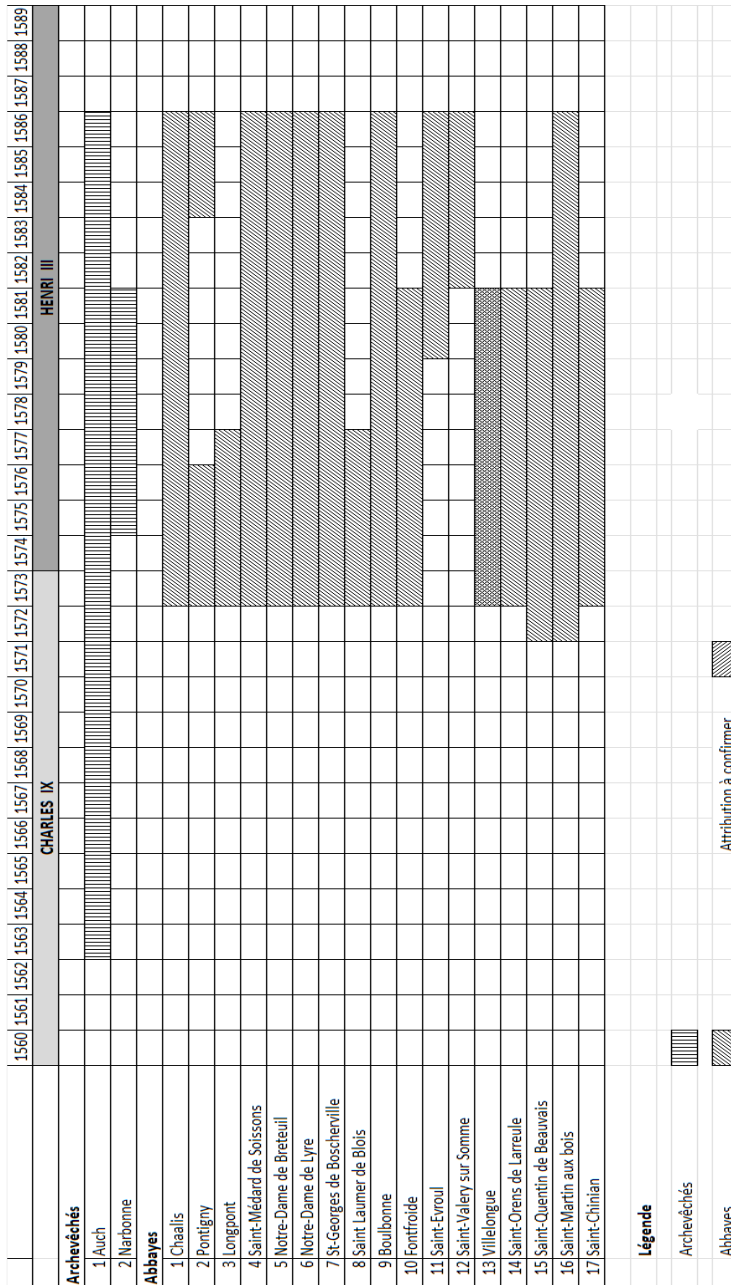 1560 1561 1562 1563 1564 1565 1566 1567 1568 1569 1570 1571 1572 1573 1574 1575 1576 1577 1578 1579 1580 1581 1582 1583 1584 1585 1586 1587 1588 1589
CHARLES IX HENRI III
Archevêchés
1 Auch
2 Narbonne
Abbayes
1 Chaalis
2 Pontigny
3 Longpont
4 Saint-Médard de Soissons
5 Notre-Dame de Breteuil
6 Notre-Dame de Lyre
7 St-Georges de Boscherville
8 Saint Laumer de Blois
9 Boulbonne
10 Fontfroide
11 Saint-Evroul
12 Saint-Valery sur Somme
13 Villelongue
14 Saint-Orens de Larreule
15 Saint-Quentin de Beauvais
16 Saint-Martin aux bois
17 Saint-Chinian
Légende
Archevêchés
Abbayes Attribution à confirmer